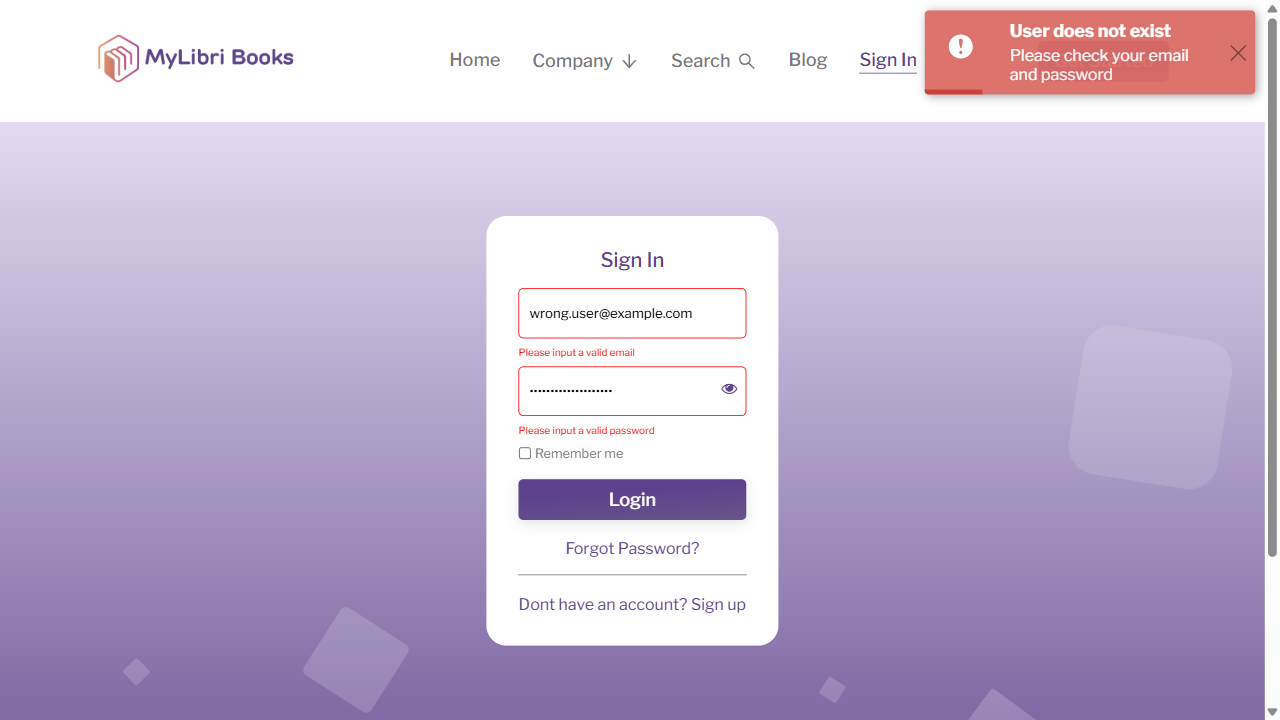 MyLibri Books
Home
Company
Search
Blog
Sign In
User does not exist
Please check your email
and password
Sign In
wrong.user@example.com
Please input a valid email
Please input a valid password
Remember me
Login
Forgot Password?
Dont have an account? Sign up